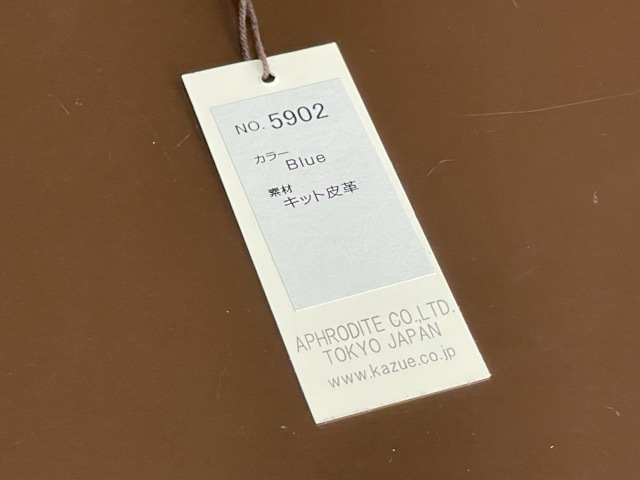 NO. 5902
カラー Blue
素材 キット皮革
APHRODITE CO.,LTD.
TOKYO JAPAN
www.kazue.co.jp